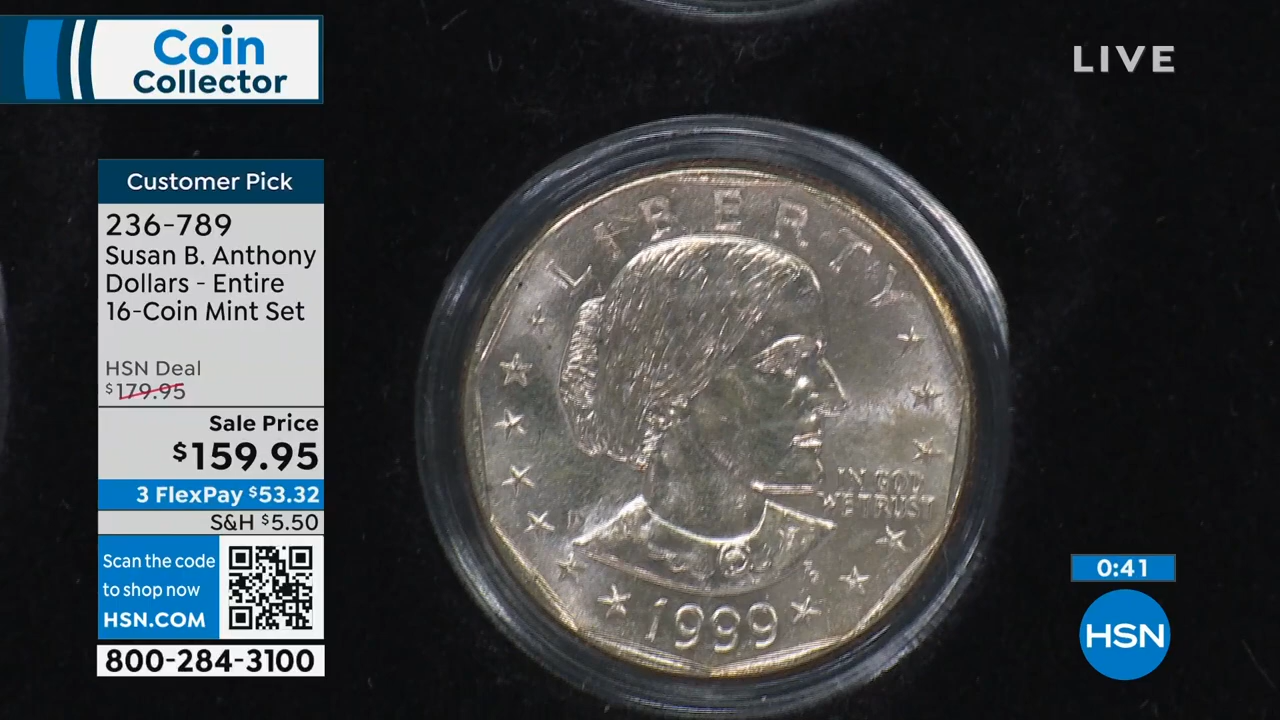 Coin
Collector
LIVE
Customer Pick
236-789
Susan B. Anthony
Dollars - Entire
16-Coin Mint Set
HSN Deal
$179.95
Sale Price
$159.95
3 FlexPay $53.32
S&H $5.50
Scan the code
to shop now
HSN.COM
800-284-3100
LIBERTY
IN GOD
WE TRUST
1999
0:41
HSN